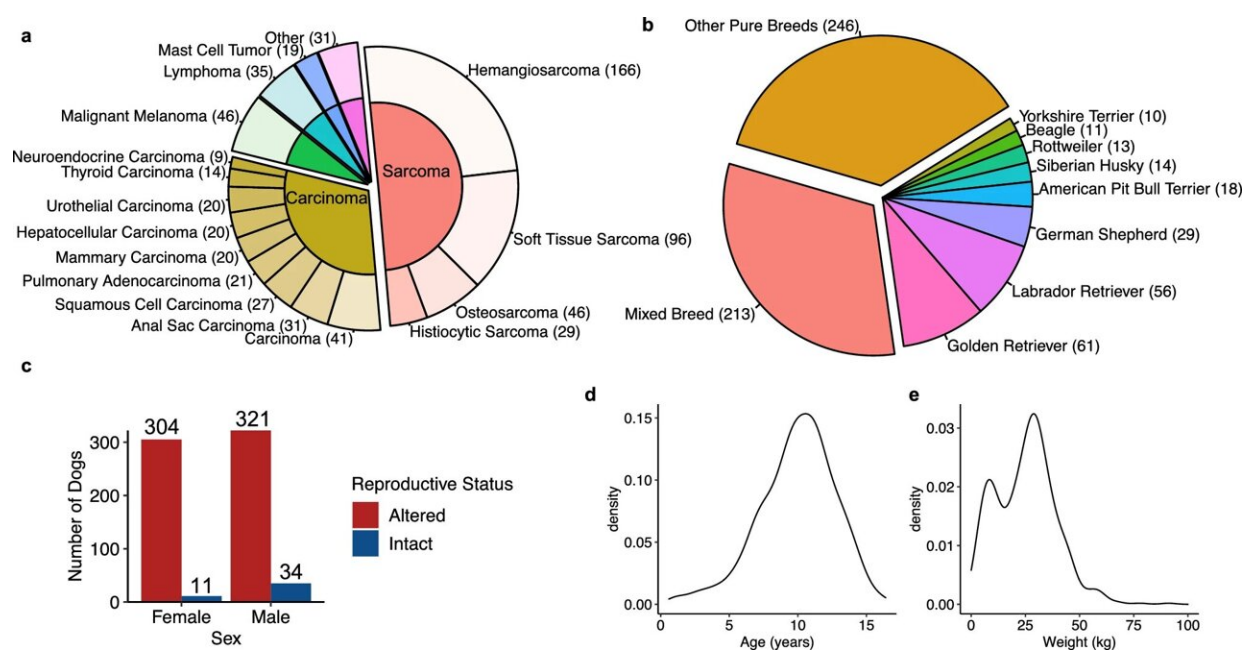 a
Other (31)
Mast Cell Tumor (19)
Lymphoma (35)
Malignant Melanoma (46)
Neuroendocrine Carcinoma (9)
Thyroid Carcinoma (14)
Urothelial Carcinoma (20)
Hepatocellular Carcinoma (20)
Mammary Carcinoma (20)
Pulmonary Adenocarcinoma (21)
Squamous Cell Carcinoma (27)
Anal Sac Carcinoma (31)
Carcinoma (41)
Hemangiosarcoma (166)
Soft Tissue Sarcoma (96)
Osteosarcoma (46)
Histiocytic Sarcoma (29)
Sarcoma
Carcinoma
b
Other Pure Breeds (246)
Yorkshire Terrier (10)
Beagle (11)
Rottweiler (13)
Siberian Husky (14)
American Pit Bull Terrier (18)
German Shepherd (29)
Labrador Retriever (56)
Golden Retriever (61)
Mixed Breed (213)
c
Number of Dogs
300
200
100
0
304
11
321
34
Female
Male
Sex
Reproductive Status
Altered
Intact
d
density
0.15
0.10
0.05
0.00
0
5
10
15
Age (years)
e
density
0.03
0.02
0.01
0.00
0
25
50
75
100
Weight (kg)